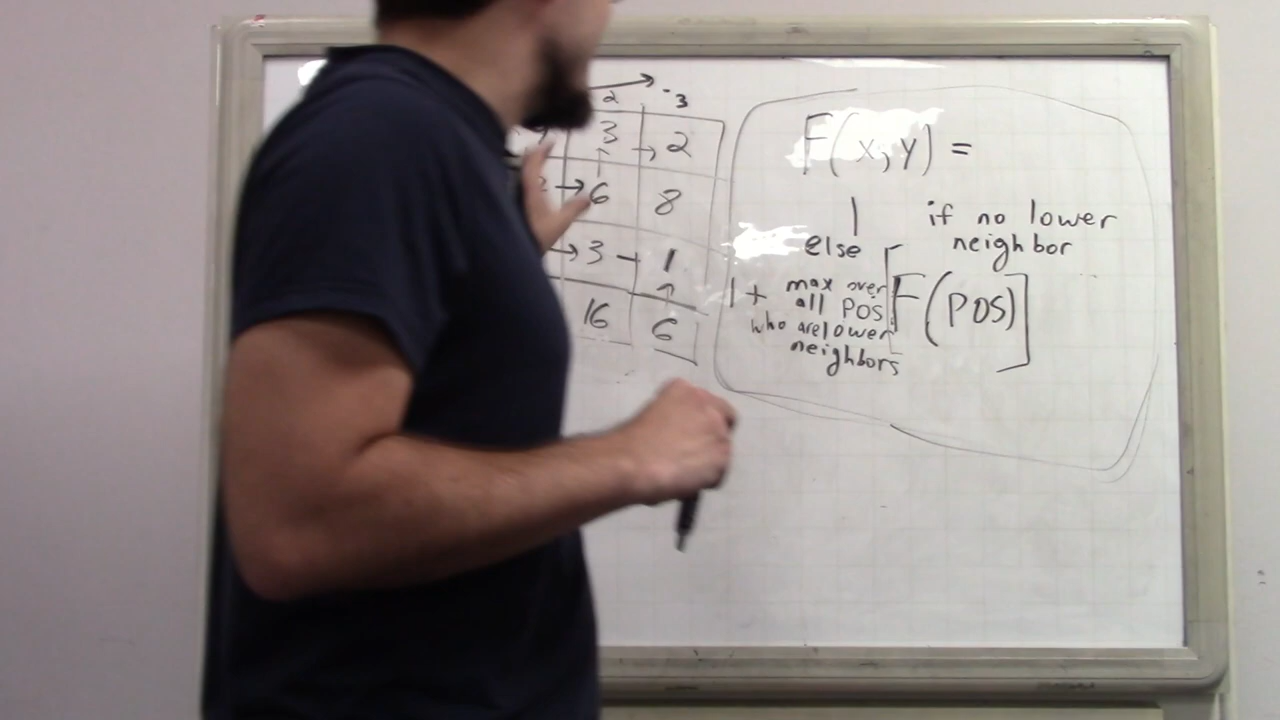 2 3
3 2
6 8
3 1
16 6
F(x,y) =
1 if no lower
neighbor
else
1 + max over
all pos
who are lower
neighbors
[F(pos)]